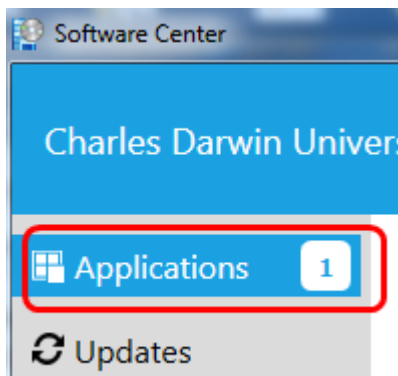 Software Center
Charles Darwin Univers
Applications 1
Updates